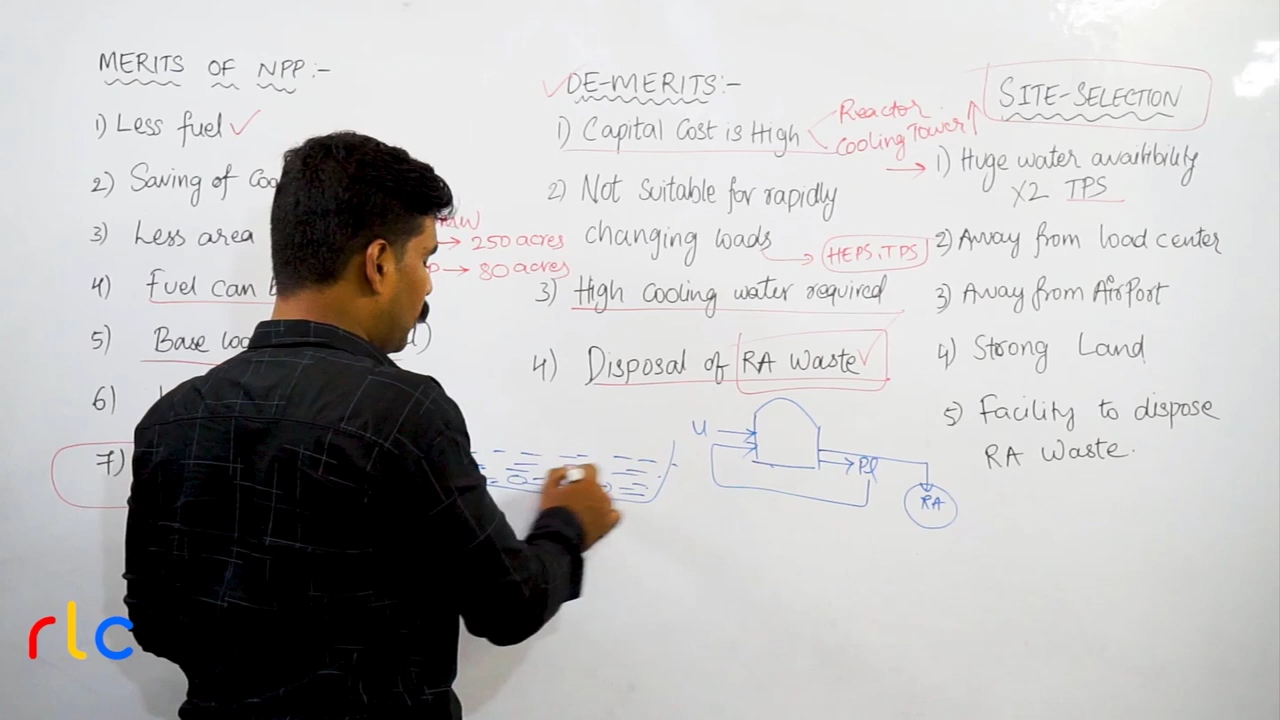 MERITS OF NPP:-
1) Less fuel
2) Saving of
3) Less area
→ 250 acres
→ 80 acres
4) Fuel can
5) Base
6)
7)
DE-MERITS:-
1) Capital Cost is High
Reactor
Cooling Tower
2) Not suitable for rapidly
changing loads
HEPS, TPS
3) High cooling water required
4) Disposal of RA Waste
U
RA
SITE-SELECTION
1) Huge water availibility
X2 TPS
2) Away from load center
3) Away from AirPort
4) Strong Land
5) Facility to dispose
RA Waste.
rlc